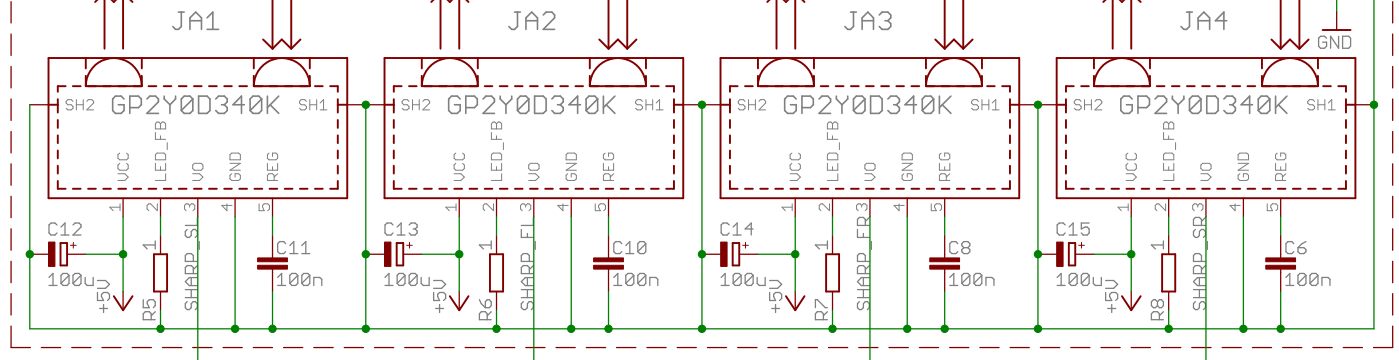 JA1 JA2 JA3 JA4
GND
SH2 GP2Y0D340K SH1 SH2 GP2Y0D340K SH1 SH2 GP2Y0D340K SH1 SH2 GP2Y0D340K SH1
VCC LED_FB VO GND REG VCC LED_FB VO GND REG VCC LED_FB VO GND REG VCC LED_FB VO GND REG
1 2 3 4 5 1 2 3 4 5 1 2 3 4 5 1 2 3 4 5
C12 + 1 C11 C13 + 1 C10 C14 + 1 C8 C15 + 1 C6
100u 100n 100u 100n 100u 100n 100u 100n
+5V R5 SHARP_SL +5V R6 SHARP_FL +5V R7 SHARP_FR +5V R8 SHARP_SR